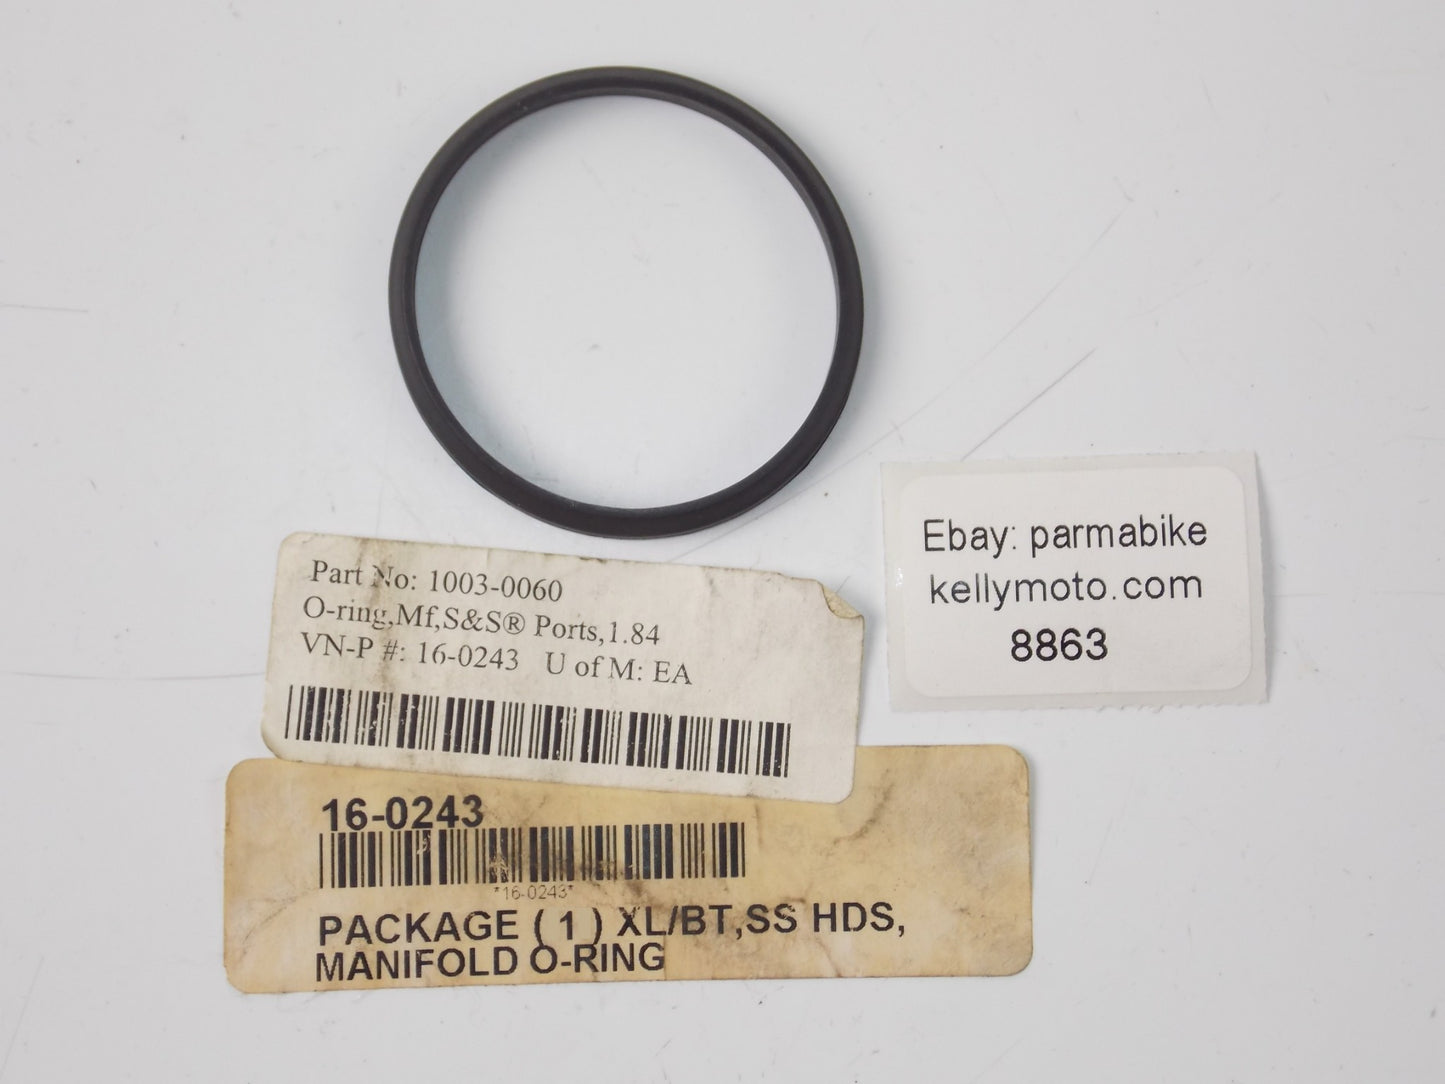 Ebay: parmabike
kellymoto.com
8863
Part No: 1003-0060
O-ring,Mf,S&S® Ports,1.84
VN-P #: 16-0243 U of M: EA
16-0243
*16-0243*
PACKAGE ( 1 ) XL/BT,SS HDS,
MANIFOLD O-RING